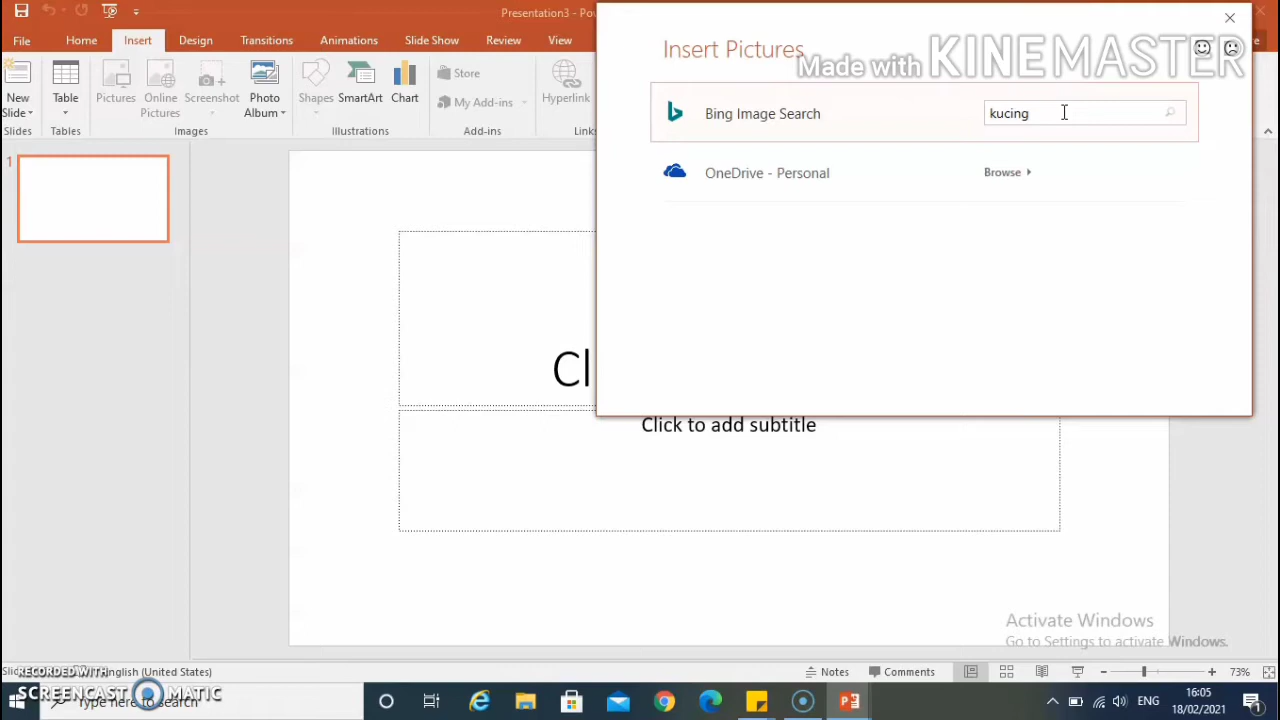 Presentation3
File Home Insert Design Transitions Animations Slide Show Review View
New Slide
Table
Pictures
Online Pictures
Screenshot
Photo Album
Shapes
SmartArt
Chart
Store
My Add-ins
Hyperlink
Slides Tables Images Illustrations Add-ins Links
Insert Pictures
Made with KINEMASTER
Bing Image Search
kucing
OneDrive - Personal
Browse
1
Cl
Click to add subtitle
Activate Windows
Go to Settings to activate Windows.
English (United States)
Notes Comments 73%
RECORDED WITH
SCREENCAST MATIC
Type here to search
ENG
16:05
18/02/2021
1